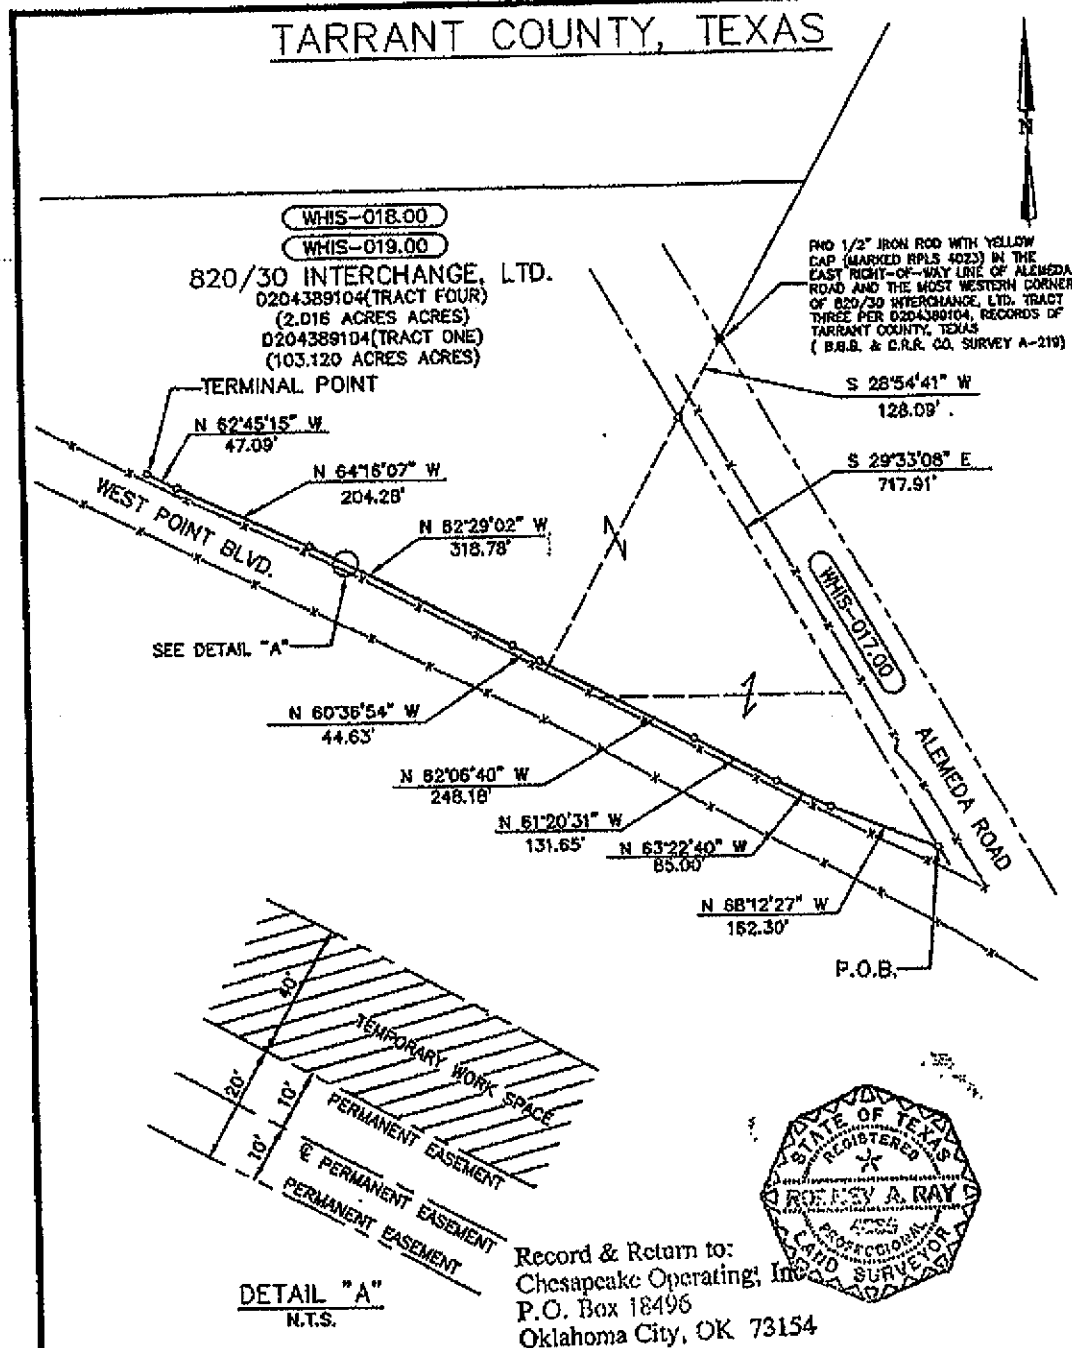 TARRANT COUNTY, TEXAS
N
WHIS-018.00
WHIS-019.00
820/30 INTERCHANGE, LTD.
D204389104(TRACT FOUR)
(2.016 ACRES ACRES)
D204389104(TRACT ONE)
(103.120 ACRES ACRES)
FND 1/2" IRON ROD WITH YELLOW
CAP (MARKED RPLS 4023) IN THE
EAST RIGHT-OF-WAY LINE OF ALEMEDA
ROAD AND THE MOST WESTERN CORNER
OF 820/30 INTERCHANGE, LTD. TRACT
THREE PER D204389104, RECORDS OF
TARRANT COUNTY, TEXAS
( B.B.B. & C.R.R. CO. SURVEY A-219)
TERMINAL POINT
S 28°54'41" W
128.09'
N 62°45'15" W
47.09'
S 29°33'08" E
717.91'
N 64°16'07" W
204.28'
N 62°29'02" W
318.78'
WEST POINT BLVD.
SEE DETAIL "A"
WHIS-017.00
ALEMEDA ROAD
N 60°36'54" W
44.63'
N 62°06'40" W
248.18'
N 61°20'31" W
131.65'
N 63°22'40" W
85.00'
N 68°12'27" W
162.30'
P.O.B.
40'
20'
10'
10'
TEMPORARY WORK SPACE
PERMANENT EASEMENT
℄ PERMANENT EASEMENT
PERMANENT EASEMENT
DETAIL "A"
N.T.S.
STATE OF TEXAS
REGISTERED
RODNEY A. RAY
PROFESSIONAL
LAND SURVEYOR
Record & Return to:
Chesapeake Operating, Inc
P.O. Box 18496
Oklahoma City, OK 73154